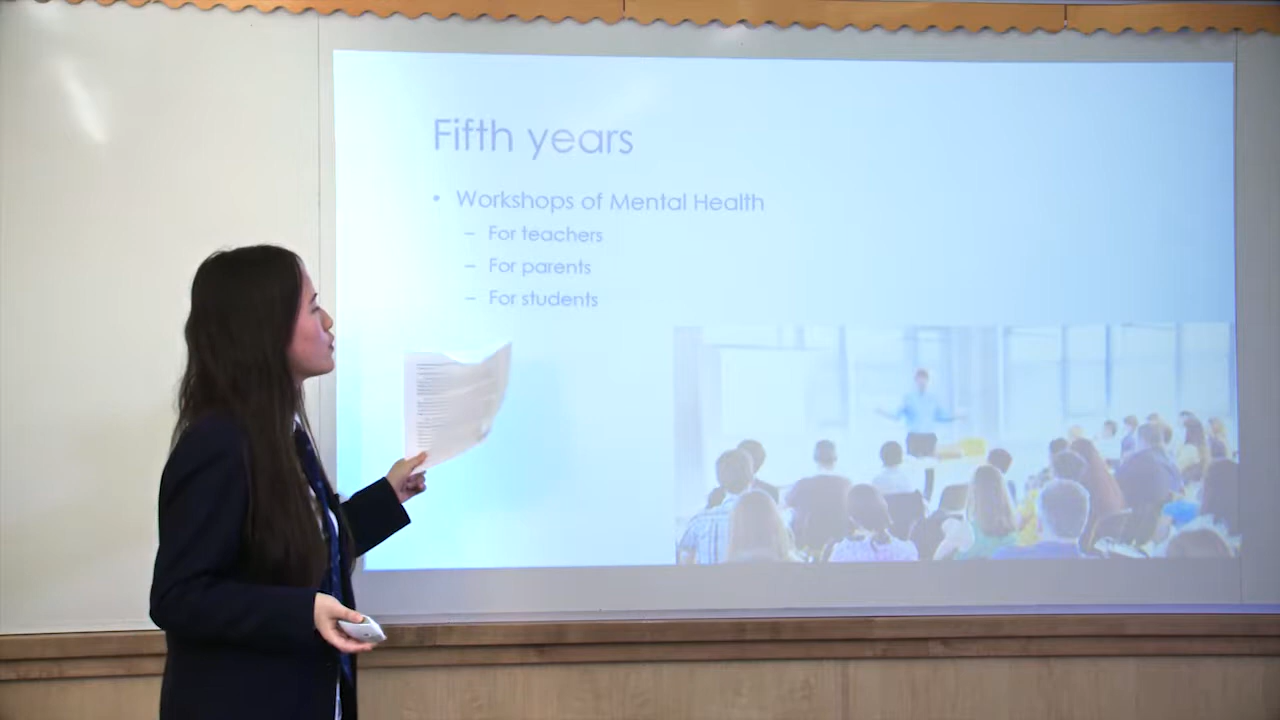 Fifth years
• Workshops of Mental Health
– For teachers
– For parents
– For students